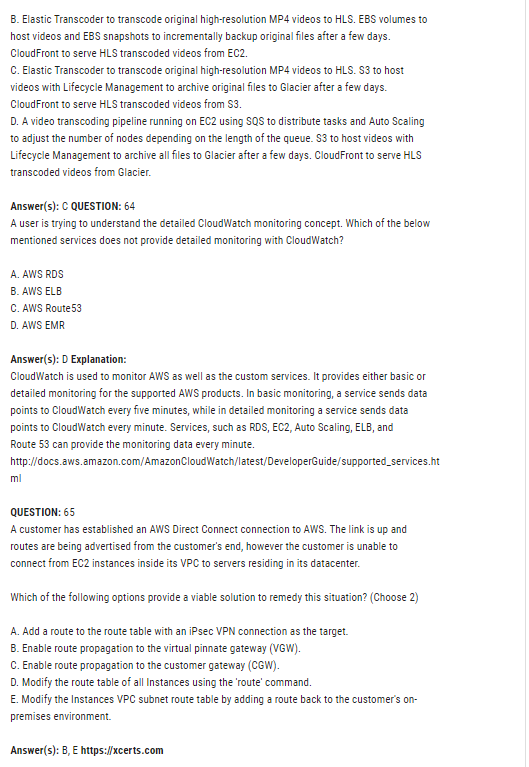 B. Elastic Transcoder to transcode original high-resolution MP4 videos to HLS. EBS volumes to
host videos and EBS snapshots to incrementally backup original files after a few days.
CloudFront to serve HLS transcoded videos from EC2.
C. Elastic Transcoder to transcode original high-resolution MP4 videos to HLS. S3 to host
videos with Lifecycle Management to archive original files to Glacier after a few days.
CloudFront to serve HLS transcoded videos from S3.
D. A video transcoding pipeline running on EC2 using SQS to distribute tasks and Auto Scaling
to adjust the number of nodes depending on the length of the queue. S3 to host videos with
Lifecycle Management to archive all files to Glacier after a few days. CloudFront to serve HLS
transcoded videos from Glacier.
Answer(s): C QUESTION: 64
A user is trying to understand the detailed CloudWatch monitoring concept. Which of the below
mentioned services does not provide detailed monitoring with CloudWatch?
A. AWS RDS
B. AWS ELB
C. AWS Route53
D. AWS EMR
Answer(s): D Explanation:
CloudWatch is used to monitor AWS as well as the custom services. It provides either basic or
detailed monitoring for the supported AWS products. In basic monitoring, a service sends data
points to CloudWatch every five minutes, while in detailed monitoring a service sends data
points to CloudWatch every minute. Services, such as RDS, EC2, Auto Scaling, ELB, and
Route 53 can provide the monitoring data every minute.
http://docs.aws.amazon.com/AmazonCloudWatch/latest/DeveloperGuide/supported_services.ht
ml
QUESTION: 65
A customer has established an AWS Direct Connect connection to AWS. The link is up and
routes are being advertised from the customer's end, however the customer is unable to
connect from EC2 instances inside its VPC to servers residing in its datacenter.
Which of the following options provide a viable solution to remedy this situation? (Choose 2)
A. Add a route to the route table with an iPsec VPN connection as the target.
B. Enable route propagation to the virtual pinnate gateway (VGW).
C. Enable route propagation to the customer gateway (CGW).
D. Modify the route table of all Instances using the 'route' command.
E. Modify the Instances VPC subnet route table by adding a route back to the customer's on-
premises environment.
Answer(s): B, E https://xcerts.com